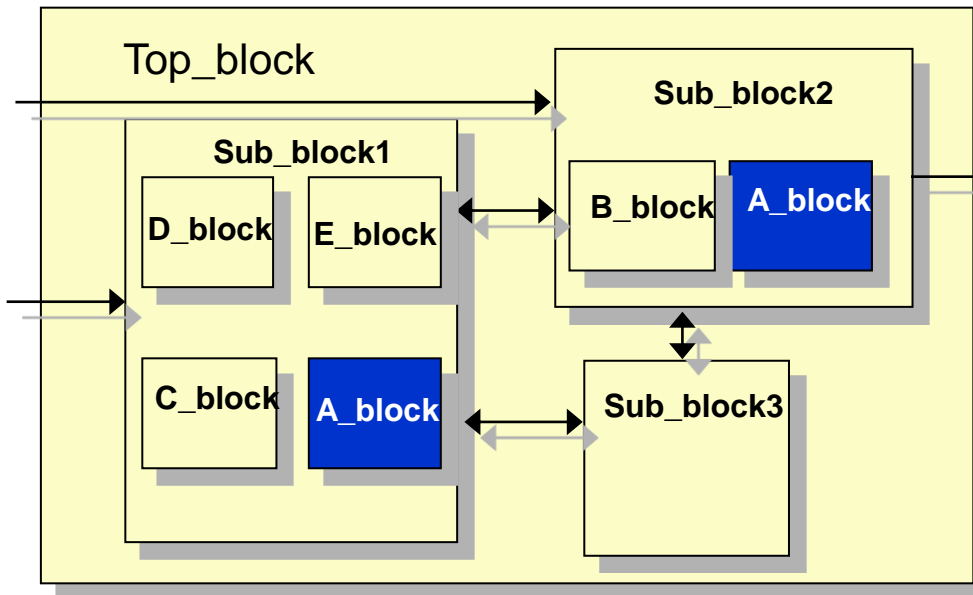 Top_block
Sub_block2
Sub_block1
B_block
A_block
D_block
E_block
C_block
A_block
Sub_block3